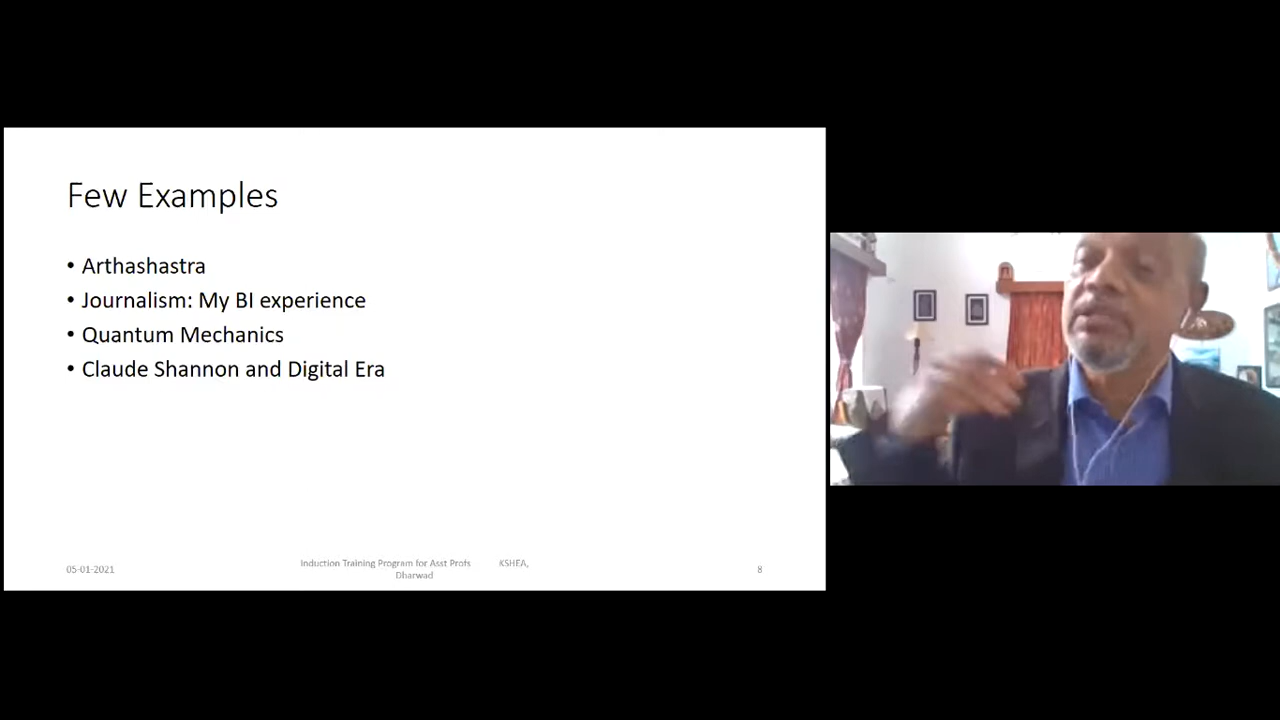 Few Examples
• Arthashastra
• Journalism: My BI experience
• Quantum Mechanics
• Claude Shannon and Digital Era
05-01-2021
Induction Training Program for Asst Profs KSHEA,
Dharwad
8